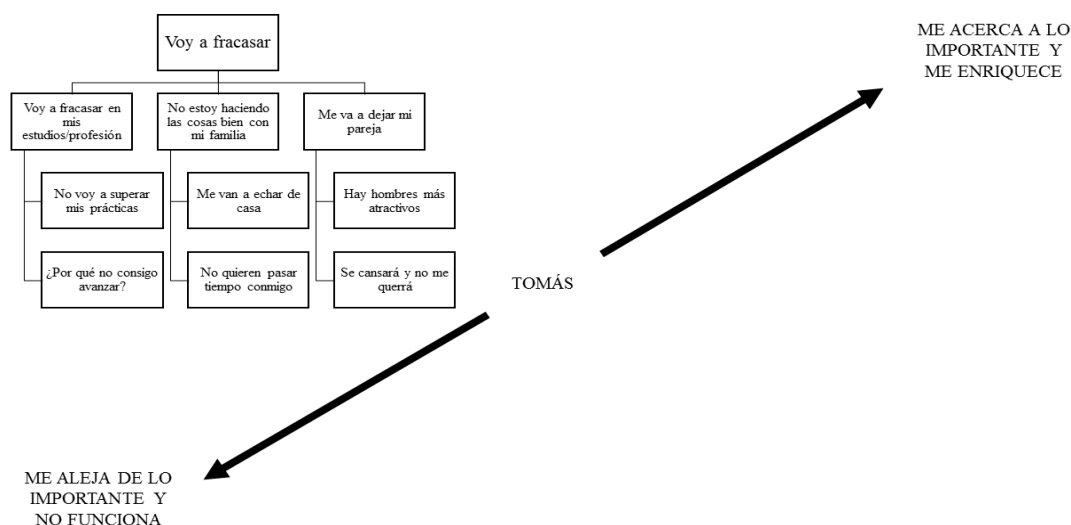 Voy a fracasar
Voy a fracasar en
mis
estudios/profesión
No estoy haciendo
las cosas bien con
mi familia
Me va a dejar mi
pareja
No voy a superar
mis prácticas
Me van a echar de
casa
Hay hombres más
atractivos
¿Por qué no consigo
avanzar?
No quieren pasar
tiempo conmigo
Se cansará y no me
querrá
TOMÁS
ME ACERCA A LO
IMPORTANTE Y
ME ENRIQUECE
ME ALEJA DE LO
IMPORTANTE Y
NO FUNCIONA